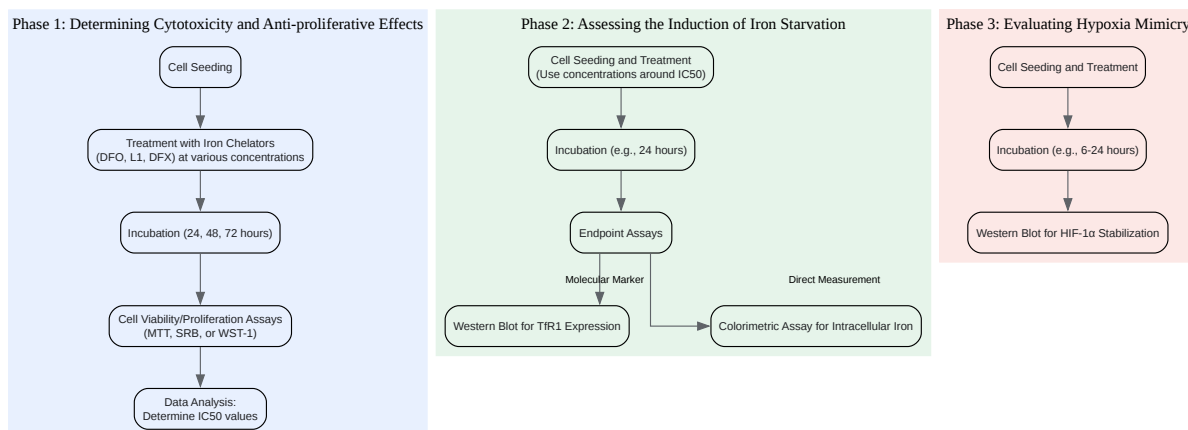 Phase 1: Determining Cytotoxicity and Anti-proliferative Effects
Cell Seeding
Treatment with Iron Chelators
(DFO, L1, DFX) at various concentrations
Incubation (24, 48, 72 hours)
Cell Viability/Proliferation Assays
(MTT, SRB, or WST-1)
Data Analysis:
Determine IC50 values
Phase 2: Assessing the Induction of Iron Starvation
Cell Seeding and Treatment
(Use concentrations around IC50)
Incubation (e.g., 24 hours)
Endpoint Assays
Molecular Marker
Direct Measurement
Western Blot for TfR1 Expression
Colorimetric Assay for Intracellular Iron
Phase 3: Evaluating Hypoxia Mimicry
Cell Seeding and Treatment
Incubation (e.g., 6-24 hours)
Western Blot for HIF-1α Stabilization